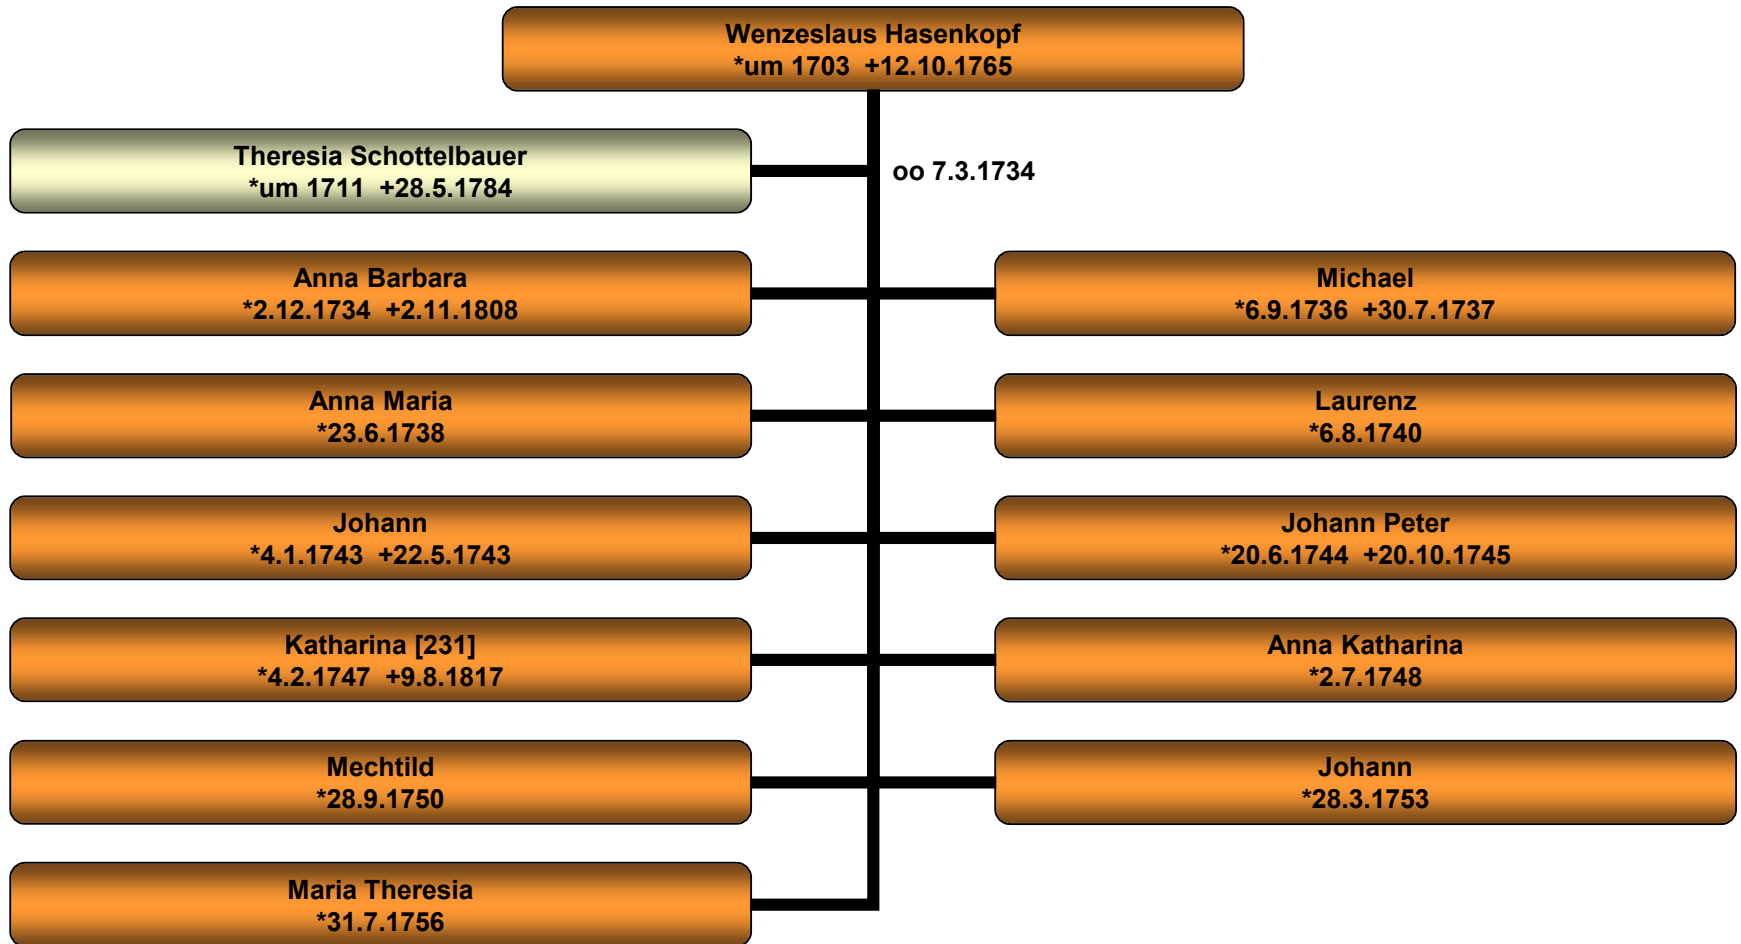 Wenzeslaus Hasenkopf
*um 1703  +12.10.1765
Theresia Schottelbauer
*um 1711  +28.5.1784
oo 7.3.1734
Anna Barbara
*2.12.1734  +2.11.1808
Michael
*6.9.1736  +30.7.1737
Anna Maria
*23.6.1738
Laurenz
*6.8.1740
Johann
*4.1.1743  +22.5.1743
Johann Peter
*20.6.1744  +20.10.1745
Katharina [231]
*4.2.1747  +9.8.1817
Anna Katharina
*2.7.1748
Mechtild
*28.9.1750
Johann
*28.3.1753
Maria Theresia
*31.7.1756